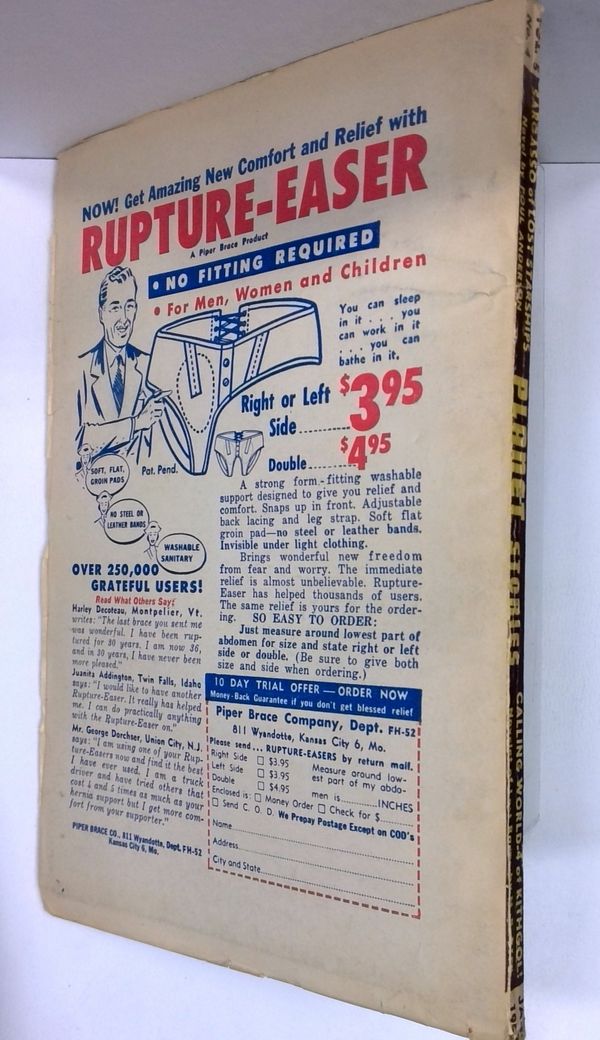 NOW! Get Amazing New Comfort and Relief with
RUPTURE-EASER
A Piper Brace Product
• NO FITTING REQUIRED
• For Men, Women and Children
You can sleep
in it . . . you
can work in it
. . . you can
bathe in it.
Right or Left
Side
$3.95
Double
$4.95
Pat. Pend.
SOFT, FLAT,
GROIN PADS
NO STEEL OR
LEATHER BANDS
WASHABLE
SANITARY
A strong form-fitting washable
support designed to give you relief and
comfort. Snaps up in front. Adjustable
back lacing and leg strap. Soft flat
groin pad—no steel or leather bands.
Invisible under light clothing.
Brings wonderful new freedom
from fear and worry. The immediate
relief is almost unbelievable. Rupture-
Easer has helped thousands of users.
The same relief is yours for the order-
ing. SO EASY TO ORDER:
Just measure around lowest part of
abdomen for size and state right or left
side or double. (Be sure to give both
size and side when ordering.)
OVER 250,000
GRATEFUL USERS!
Read What Others Say!
Harley Decoteau, Montpelier, Vt.
writes: "The last brace you sent me
was wonderful. I have been rup-
tured for 30 years. I am now 36,
and in 30 years, I have never been
more pleased."
Juanita Addington, Twin Falls, Idaho
says: "I would like to have another
Rupture-Easer. It really has helped
me. I can do practically anything
with the Rupture-Easer on."
Mr. George Dorchser, Union City, N.J.
says: "I am using one of your Rup-
ture-Easers now and find it the best
I have ever used. I am a truck
driver and have tried others that
cost 4 and 5 times as much as your
hernia support but I get more com-
fort from your supporter."
PIPER BRACE CO., 811 Wyandotte, Dept. FH-52
Kansas City 6, Mo.
10 DAY TRIAL OFFER — ORDER NOW
Money-Back Guarantee if you don't get blessed relief
Piper Brace Company, Dept. FH-52
811 Wyandotte, Kansas City 6, Mo.
Please send... RUPTURE-EASERS by return mail.
Right Side □ $3.95
Left Side □ $3.95
Double □ $4.95
Measure around low-
est part of my abdo-
men is INCHES
Enclosed is: □ Money Order □ Check for $
□ Send C. O. D. We Prepay Postage Except on COD's
Name
Address
City and State
SARGASSO of LOST STARSHIPS
PLANET STORIES
CALLING WORLD-4 of KITHGOL!